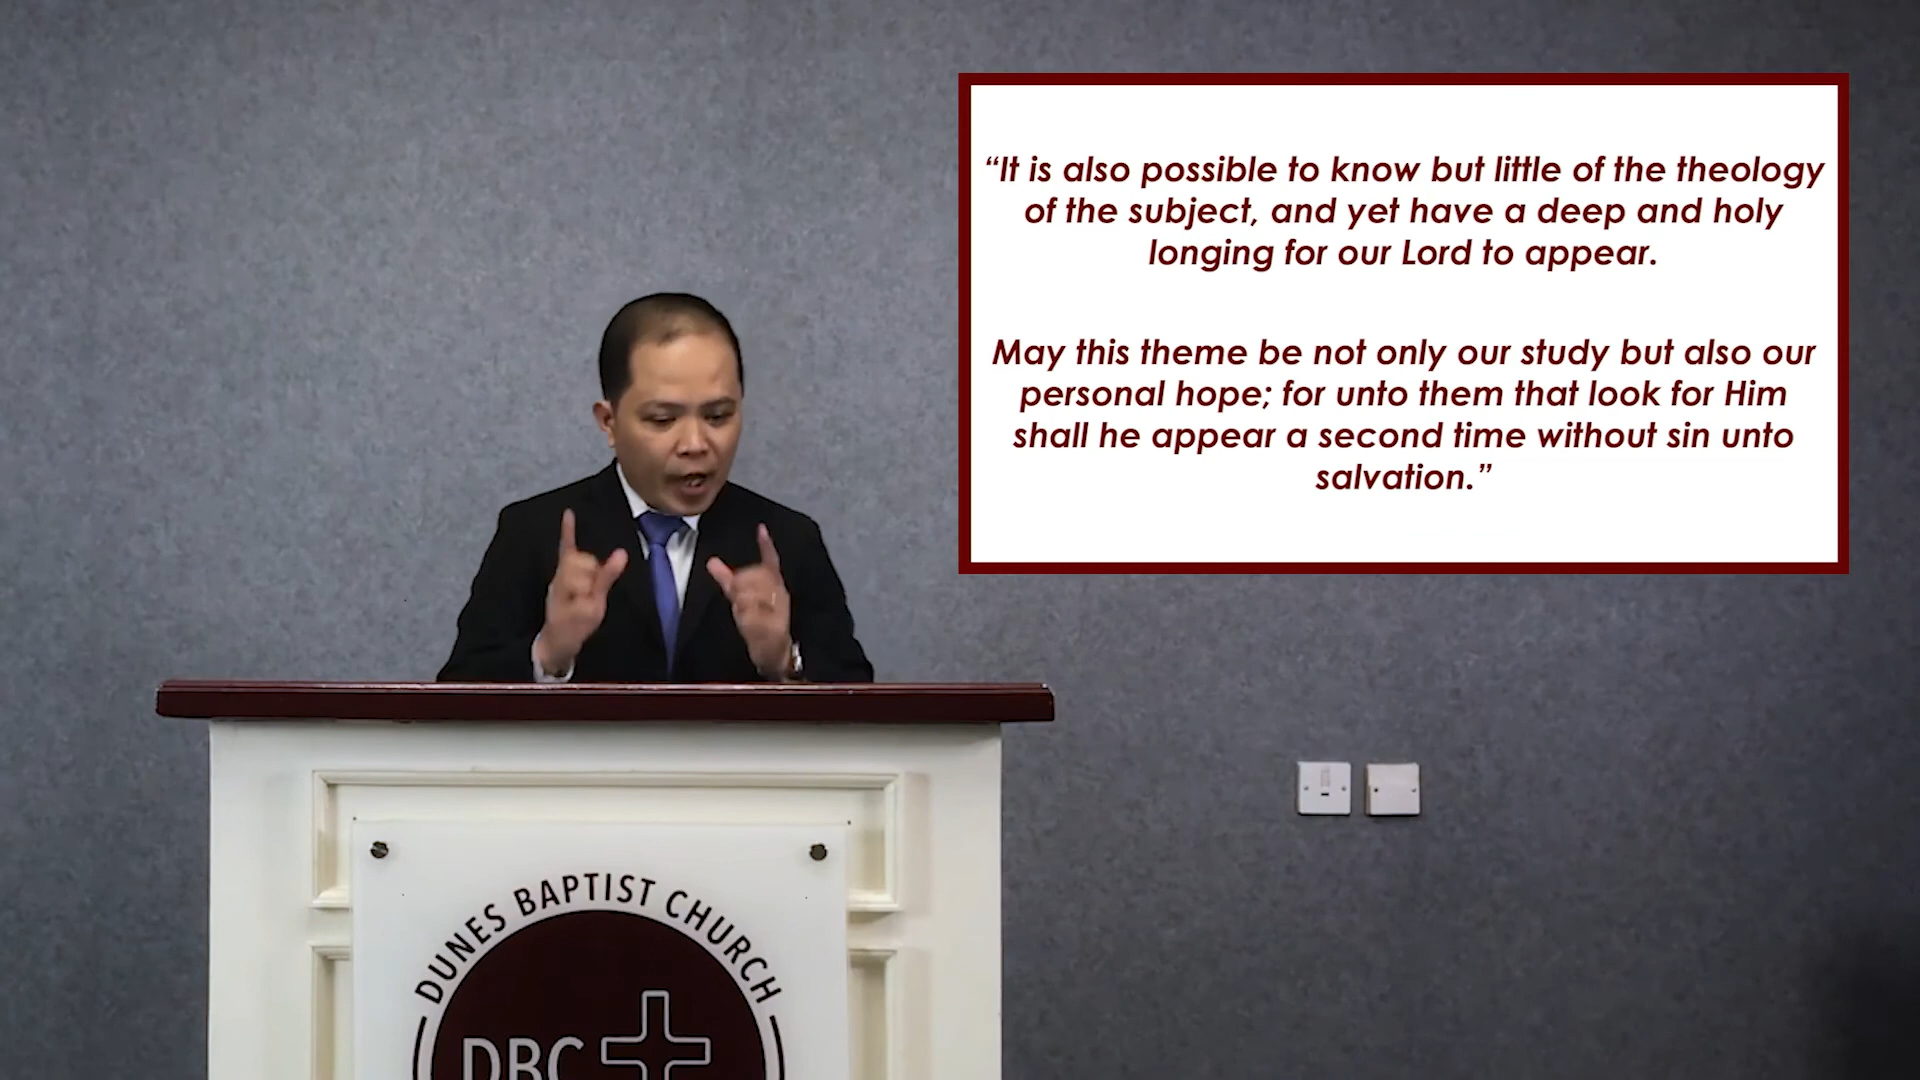 “It is also possible to know but little of the theology
of the subject, and yet have a deep and holy
longing for our Lord to appear.
May this theme be not only our study but also our
personal hope; for unto them that look for Him
shall he appear a second time without sin unto
salvation.”
DUNES BAPTIST CHURCH
DBC